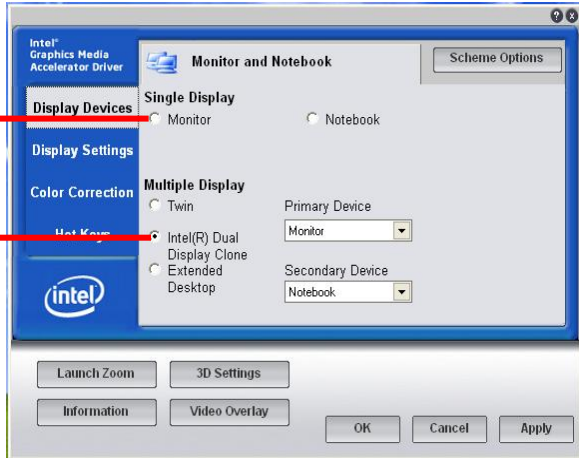 Intel®
Graphics Media
Accelerator Driver
Monitor and Notebook
Scheme Options
Display Devices
Single Display
Monitor
Notebook
Display Settings
Color Correction
Multiple Display
Twin
Primary Device
Hot Keys
Intel(R) Dual
Display Clone
Monitor
Extended
Desktop
Secondary Device
Notebook
intel
Launch Zoom
3D Settings
Information
Video Overlay
OK
Cancel
Apply